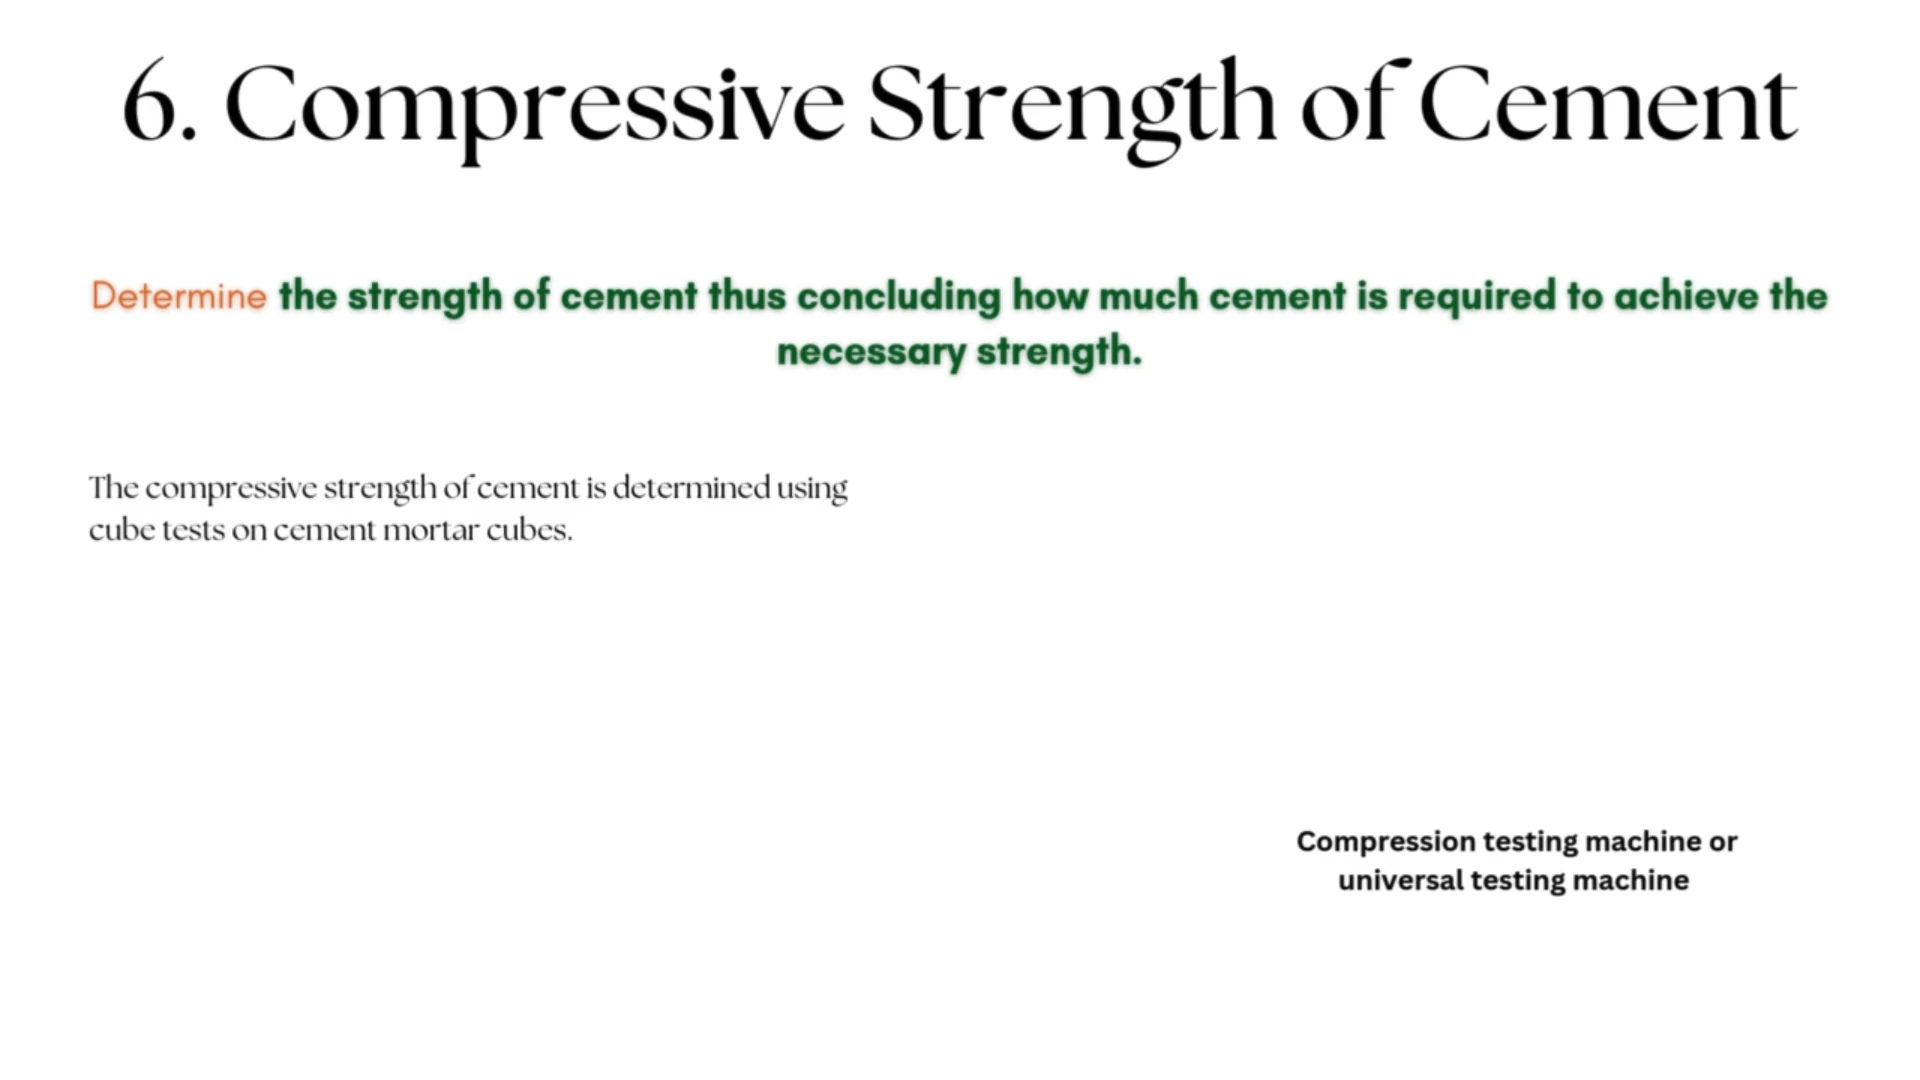 6. Compressive Strength of Cement
Determine the strength of cement thus concluding how much cement is required to achieve the
necessary strength.
The compressive strength of cement is determined using
cube tests on cement mortar cubes.
Compression testing machine or
universal testing machine